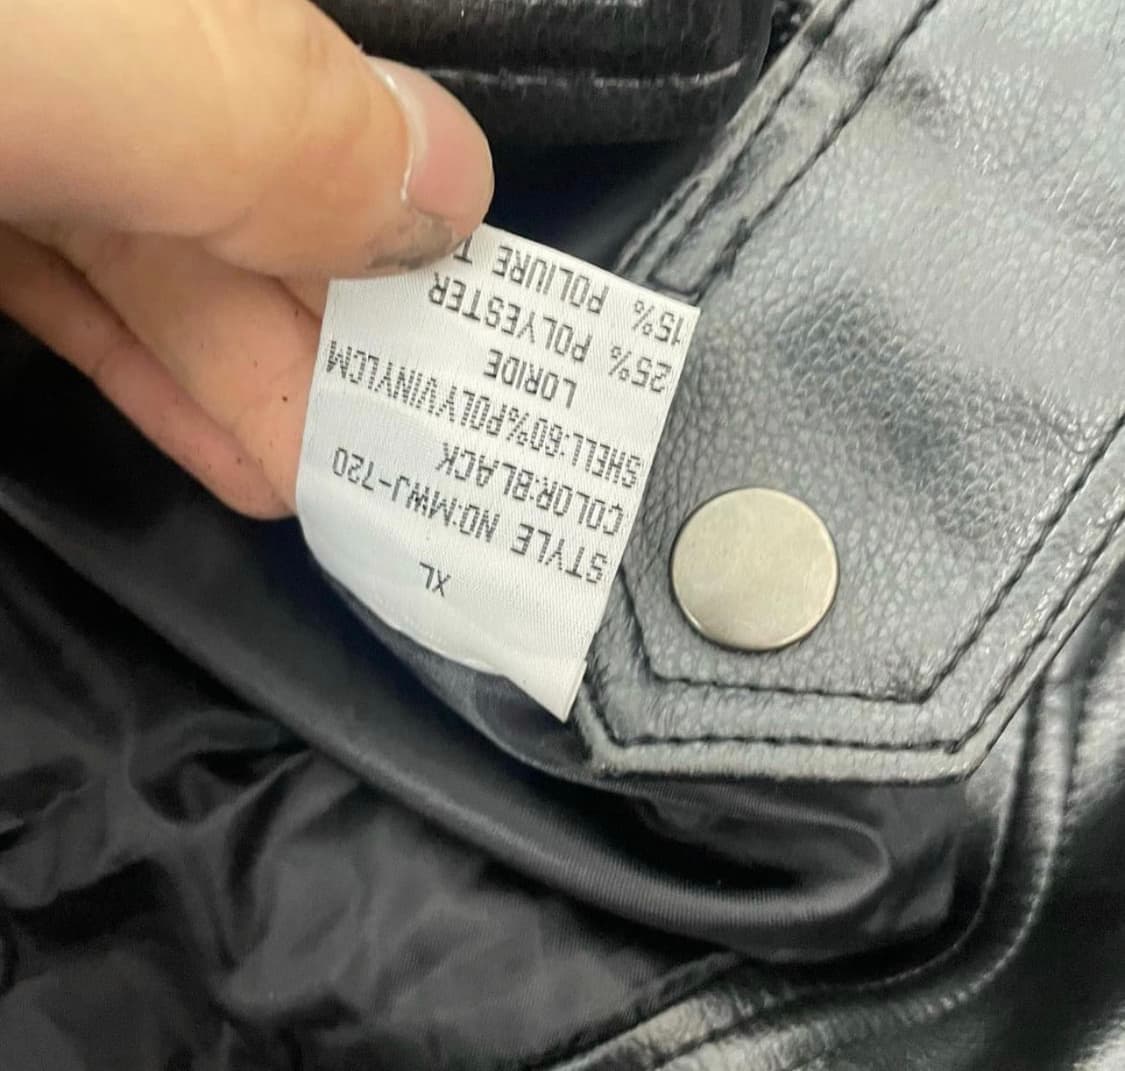 XL
STYLE NO:MWJ-720
COLOR:BLACK
SHELL:60%POLYVINYLCM
LORIDE
25% POLYESTER
15% POLIURE